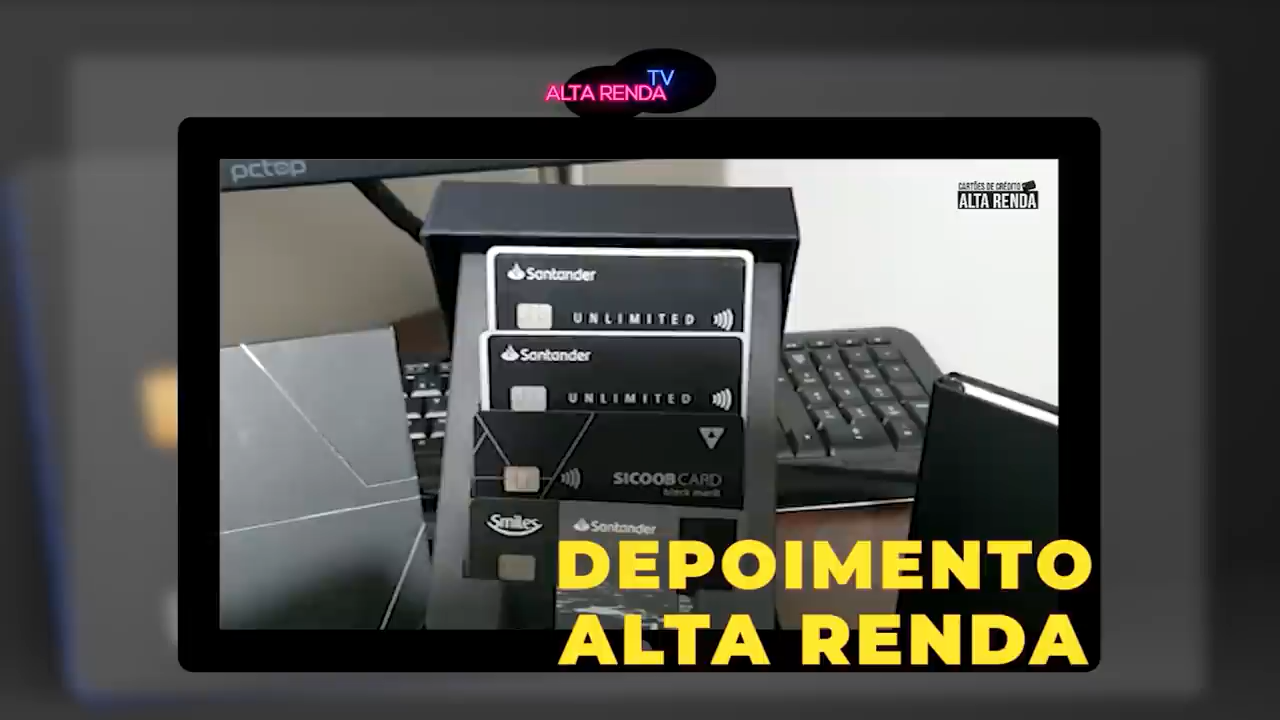 TV
ALTA RENDA
pctop
CARTÕES DE CRÉDITO
ALTA RENDA
Santander
UNLIMITED
Santander
UNLIMITED
SICOOBCARD
black merit
Smiles
Santander
DEPOIMENTO
ALTA RENDA